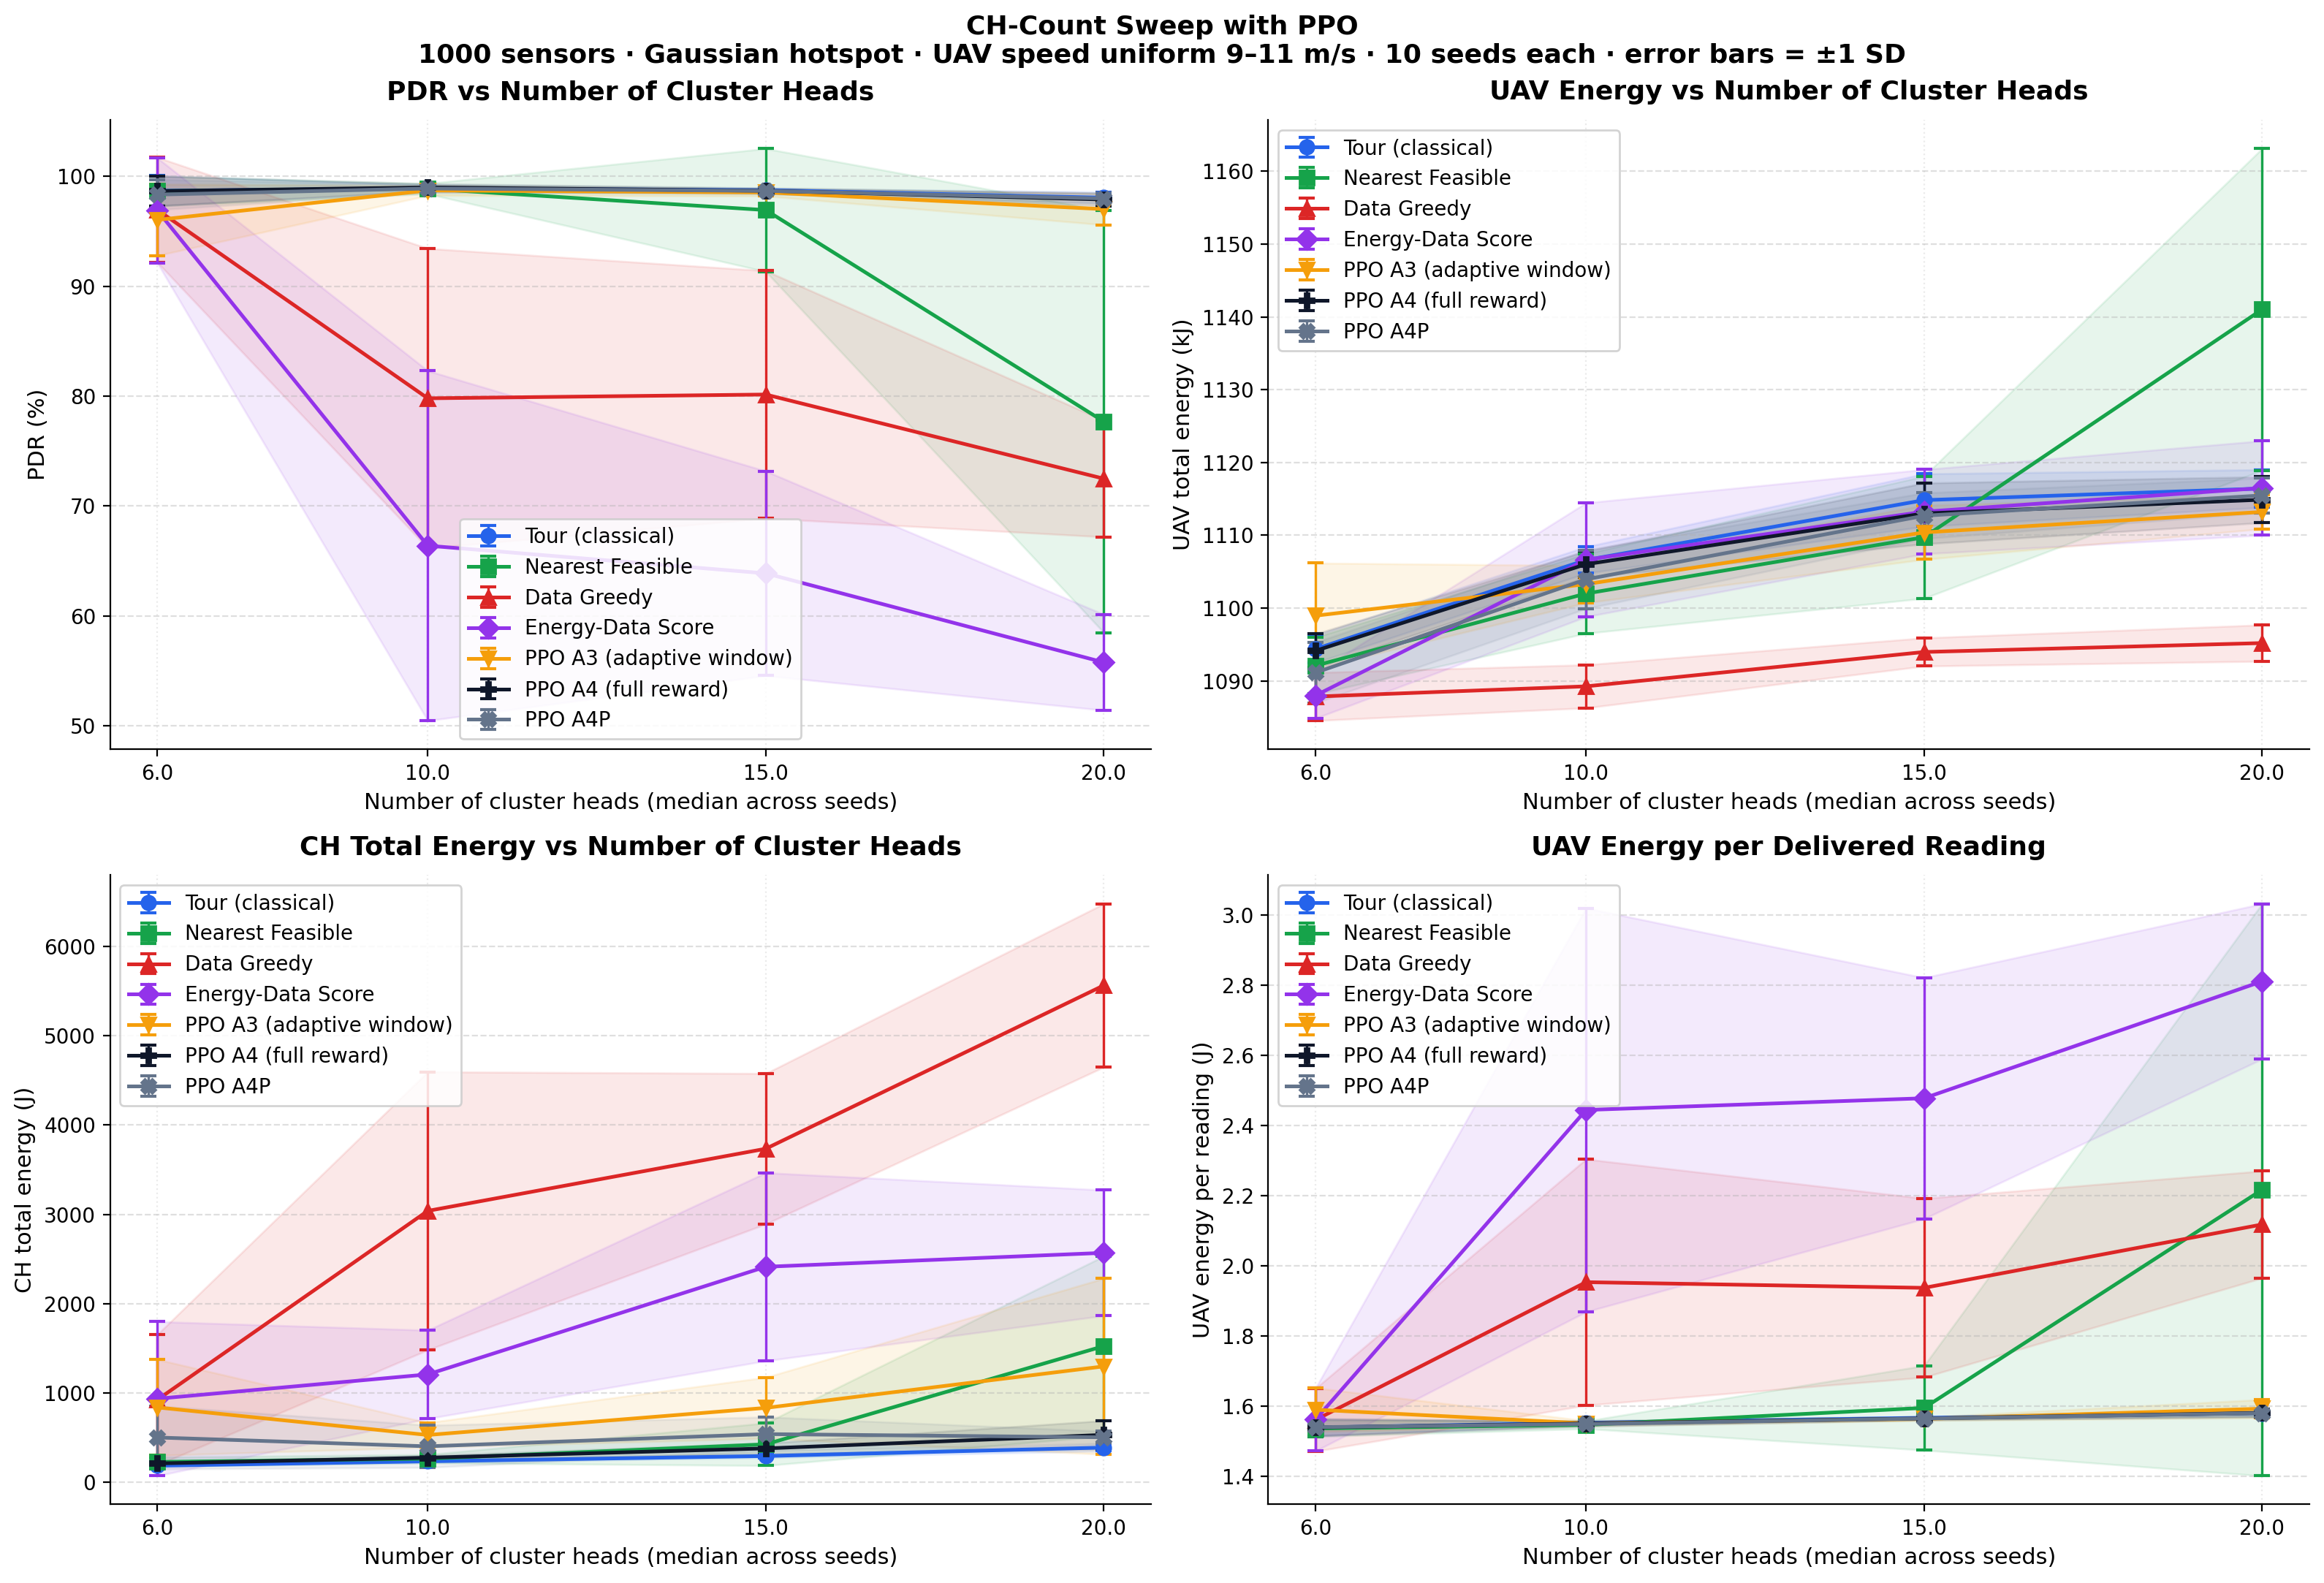 CH-Count Sweep with PPO
1000 sensors · Gaussian hotspot · UAV speed uniform 9–11 m/s · 10 seeds each · error bars = ±1 SD
PDR vs Number of Cluster Heads
PDR (%)
100
90
80
70
60
50
Tour (classical)
Nearest Feasible
Data Greedy
Energy-Data Score
PPO A3 (adaptive window)
PPO A4 (full reward)
PPO A4P
6.0
10.0
15.0
20.0
Number of cluster heads (median across seeds)
UAV Energy vs Number of Cluster Heads
UAV total energy (kJ)
1160
1150
1140
1130
1120
1110
1100
1090
Tour (classical)
Nearest Feasible
Data Greedy
Energy-Data Score
PPO A3 (adaptive window)
PPO A4 (full reward)
PPO A4P
6.0
10.0
15.0
20.0
Number of cluster heads (median across seeds)
CH Total Energy vs Number of Cluster Heads
CH total energy (J)
6000
5000
4000
3000
2000
1000
0
Tour (classical)
Nearest Feasible
Data Greedy
Energy-Data Score
PPO A3 (adaptive window)
PPO A4 (full reward)
PPO A4P
6.0
10.0
15.0
20.0
Number of cluster heads (median across seeds)
UAV Energy per Delivered Reading
UAV energy per reading (J)
3.0
2.8
2.6
2.4
2.2
2.0
1.8
1.6
1.4
Tour (classical)
Nearest Feasible
Data Greedy
Energy-Data Score
PPO A3 (adaptive window)
PPO A4 (full reward)
PPO A4P
6.0
10.0
15.0
20.0
Number of cluster heads (median across seeds)